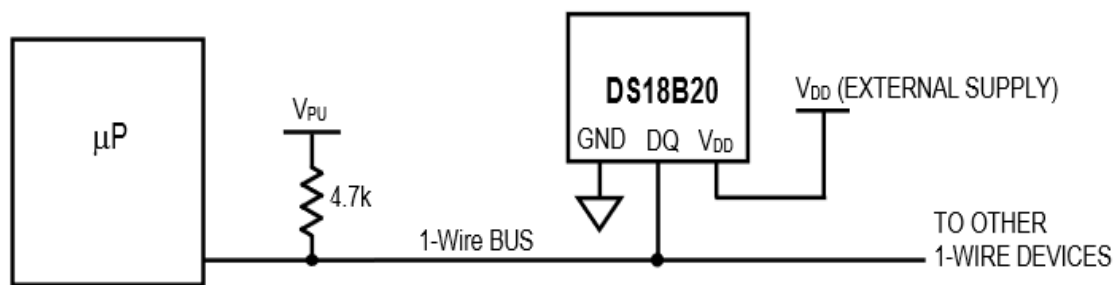 μP
V_PU
4.7k
1-Wire BUS
DS18B20
GND DQ V_DD
V_DD (EXTERNAL SUPPLY)
TO OTHER
1-WIRE DEVICES